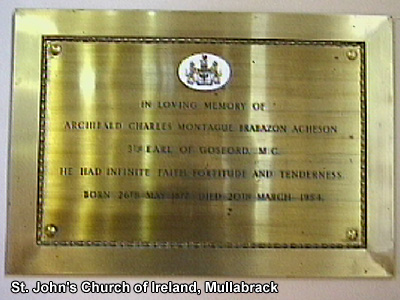 IN LOVING MEMORY OF
ARCHIBALD CHARLES MONTAGUE BRABAZON ACHESON
5TH EARL OF GOSFORD, M.C.
HE HAD INFINITE FAITH FORTITUDE AND TENDERNESS.
BORN 26TH MAY 1877 DIED 20TH MARCH 1954.
St. John's Church of Ireland, Mullabrack